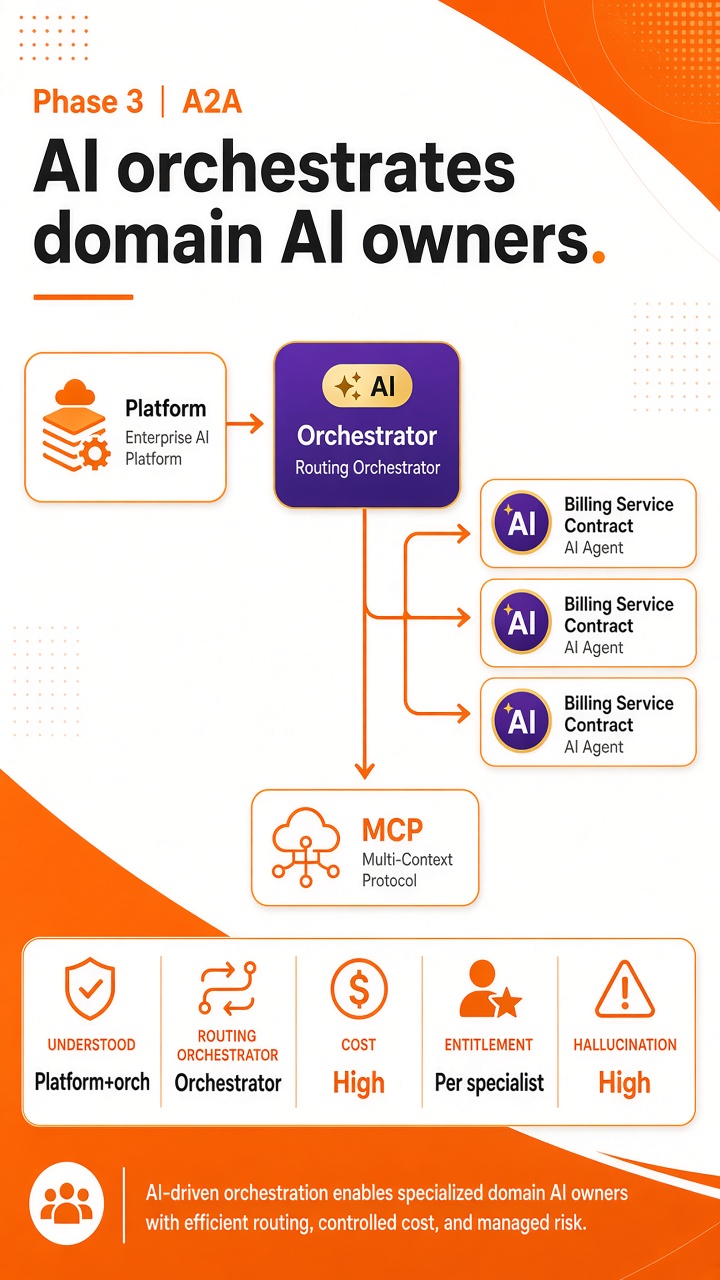 Phase 3 | A2A
AI orchestrates
domain AI owners.
Platform
Enterprise AI
Platform
AI
Orchestrator
Routing Orchestrator
AI
Billing Service
Contract
AI Agent
AI
Billing Service
Contract
AI Agent
AI
Billing Service
Contract
AI Agent
MCP
Multi-Context
Protocol
UNDERSTOOD
Platform+orch
ROUTING
ORCHESTRATOR
Orchestrator
$
COST
High
ENTITLEMENT
Per specialist
HALLUCINATION
High
AI-driven orchestration enables specialized domain AI owners
with efficient routing, controlled cost, and managed risk.